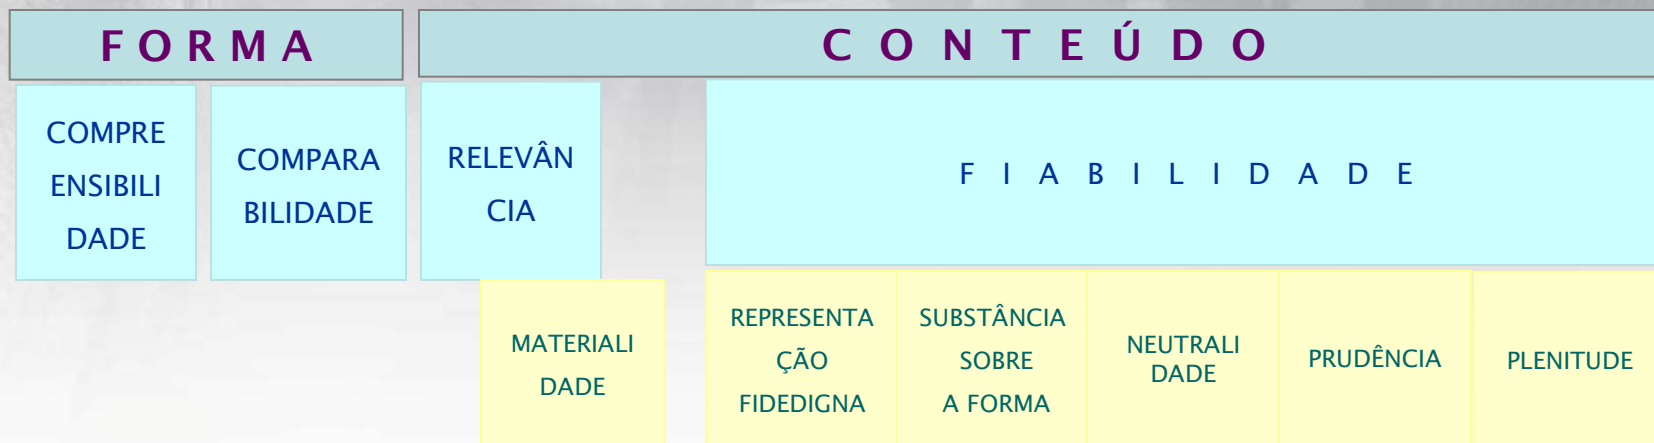 F O R M A
C O N T E Ú D O
COMPRE
ENSIBILI
DADE
COMPARA
BILIDADE
RELEVÂN
CIA
F I A B I L I D A D E
MATERIALI
DADE
REPRESENTA
ÇÃO
FIDEDIGNA
SUBSTÂNCIA
SOBRE
A FORMA
NEUTRALI
DADE
PRUDÊNCIA
PLENITUDE